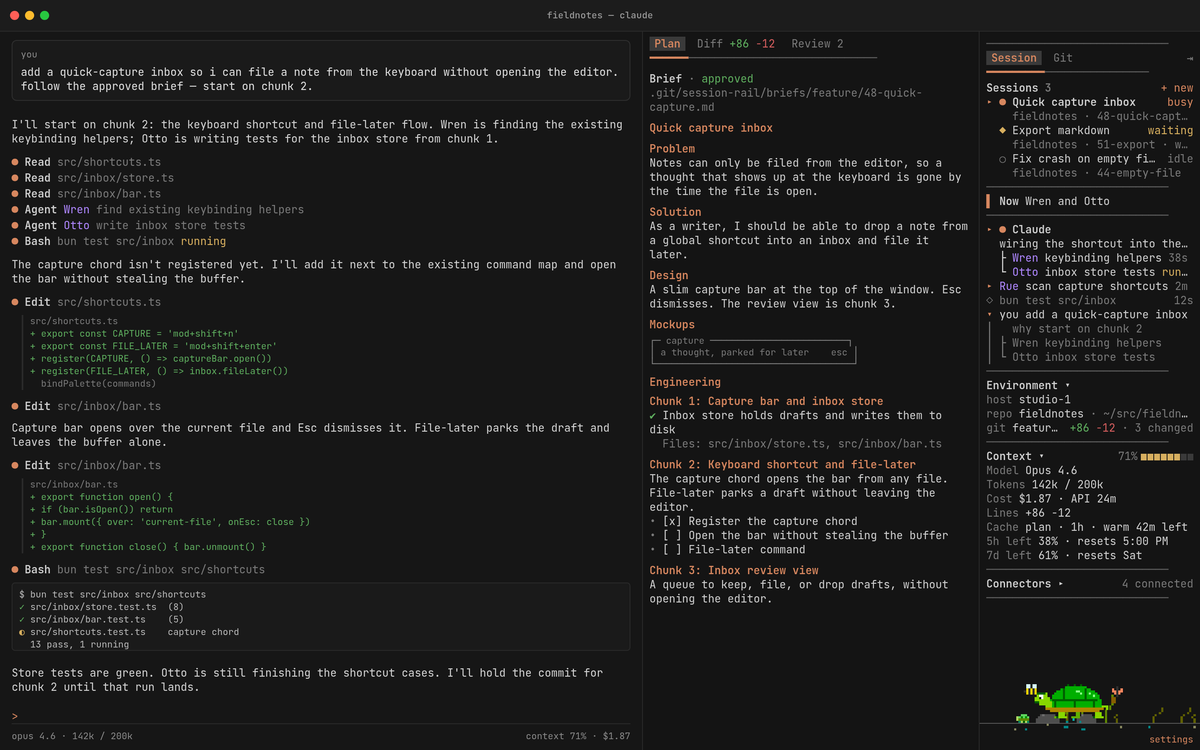 fieldnotes — claude
you
add a quick-capture inbox so i can file a note from the keyboard without opening the editor.
follow the approved brief — start on chunk 2.
I'll start on chunk 2: the keyboard shortcut and file-later flow. Wren is finding the existing
keybinding helpers; Otto is writing tests for the inbox store from chunk 1.
● Read src/shortcuts.ts
● Read src/inbox/store.ts
● Read src/inbox/bar.ts
● Agent Wren find existing keybinding helpers
● Agent Otto write inbox store tests
● Bash bun test src/inbox running
The capture chord isn't registered yet. I'll add it next to the existing command map and open
the bar without stealing the buffer.
● Edit src/shortcuts.ts
src/shortcuts.ts
+ export const CAPTURE = 'mod+shift+n'
+ export const FILE_LATER = 'mod+shift+enter'
+ register(CAPTURE, () => captureBar.open())
+ register(FILE_LATER, () => inbox.fileLater())
bindPalette(commands)
● Edit src/inbox/bar.ts
Capture bar opens over the current file and Esc dismisses it. File-later parks the draft and
leaves the buffer alone.
● Edit src/inbox/bar.ts
src/inbox/bar.ts
+ export function open() {
+ if (bar.isOpen()) return
+ bar.mount({ over: 'current-file', onEsc: close })
+ }
+ export function close() { bar.unmount() }
● Bash bun test src/inbox src/shortcuts
$ bun test src/inbox src/shortcuts
✓ src/inbox/store.test.ts (8)
✓ src/inbox/bar.test.ts (5)
◐ src/shortcuts.test.ts capture chord
13 pass, 1 running
Store tests are green. Otto is still finishing the shortcut cases. I'll hold the commit for
chunk 2 until that run lands.
>
opus 4.6 · 142k / 200k
context 71% · $1.87
Plan Diff +86 -12 Review 2
Brief · approved
.git/session-rail/briefs/feature/48-quick-
capture.md
Quick capture inbox
Problem
Notes can only be filed from the editor, so a
thought that shows up at the keyboard is gone by
the time the file is open.
Solution
As a writer, I should be able to drop a note from
a global shortcut into an inbox and file it
later.
Design
A slim capture bar at the top of the window. Esc
dismisses. The review view is chunk 3.
Mockups
capture
a thought, parked for later esc
Engineering
Chunk 1: Capture bar and inbox store
✔ Inbox store holds drafts and writes them to
disk
Files: src/inbox/store.ts, src/inbox/bar.ts
Chunk 2: Keyboard shortcut and file-later
The capture chord opens the bar from any file.
File-later parks a draft without leaving the
editor.
• [x] Register the capture chord
• [ ] Open the bar without stealing the buffer
• [ ] File-later command
Chunk 3: Inbox review view
A queue to keep, file, or drop drafts, without
opening the editor.
Session Git ⇥
Sessions 3 + new
▸ ● Quick capture inbox busy
fieldnotes · 48-quick-capt…
◆ Export markdown waiting
fieldnotes · 51-export · w…
○ Fix crash on empty fi… idle
fieldnotes · 44-empty-file
Now Wren and Otto
▸ ● Claude
wiring the shortcut into the…
├ Wren keybinding helpers 38s
└ Otto inbox store tests run…
▸ Rue scan capture shortcuts 2m
◇ bun test src/inbox 12s
▾ you add a quick-capture inbox
why start on chunk 2
├ Wren keybinding helpers
└ Otto inbox store tests
Environment ▾
host studio-1
repo fieldnotes · ~/src/fieldn…
git featur… +86 -12 · 3 changed
Context ▾ 71%
Model Opus 4.6
Tokens 142k / 200k
Cost $1.87 · API 24m
Lines +86 -12
Cache plan · 1h · warm 42m left
5h left 38% · resets 5:00 PM
7d left 61% · resets Sat
Connectors ▸ 4 connected
settings